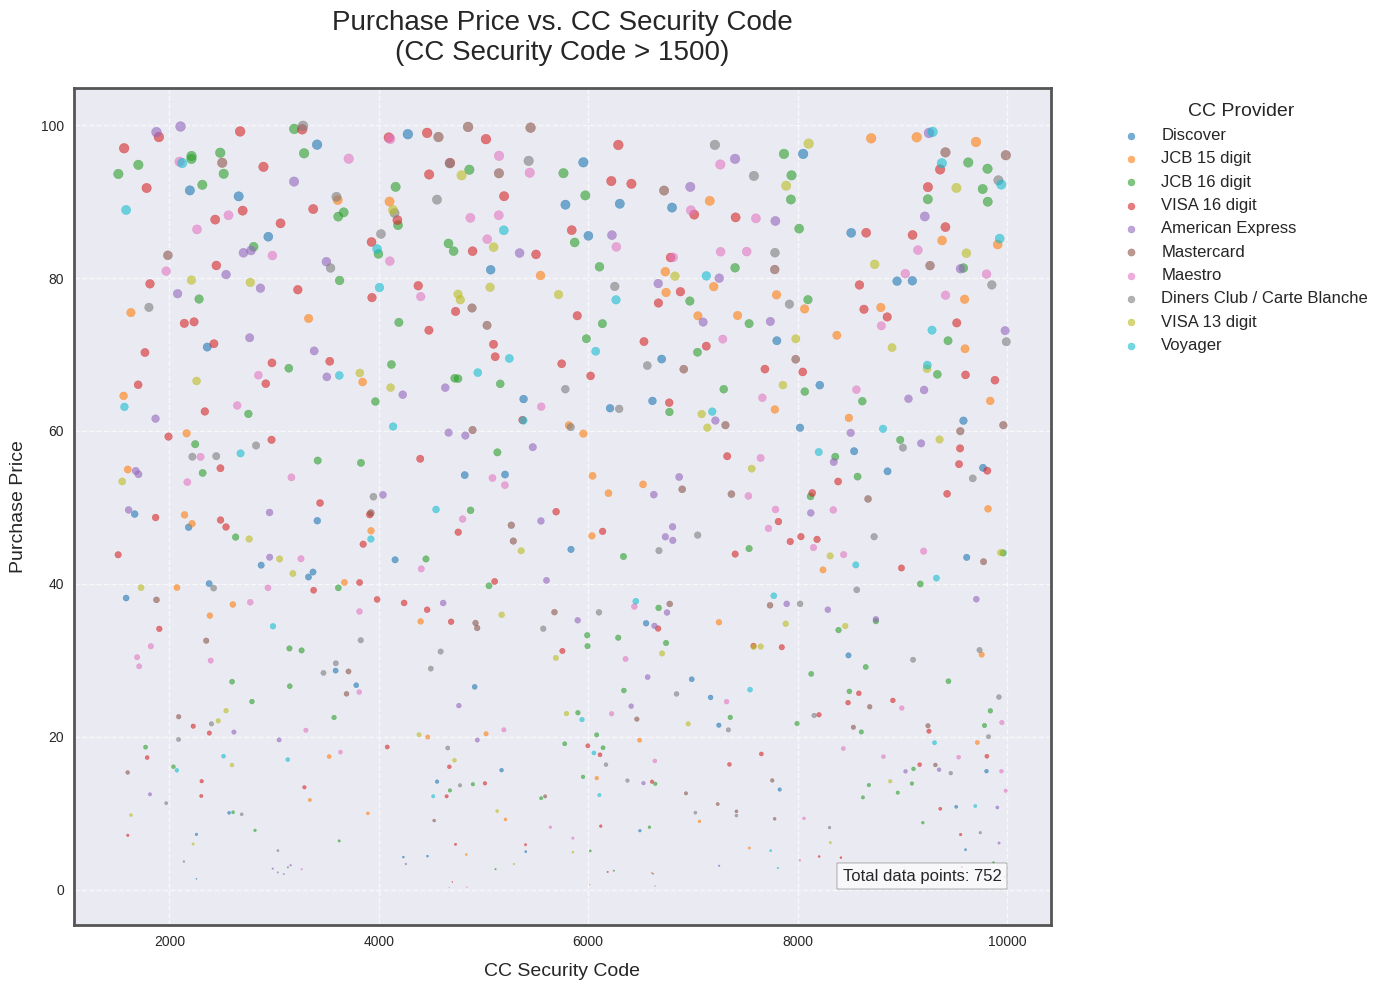 Purchase Price vs. CC Security Code
(CC Security Code > 1500)
CC Provider
Discover
JCB 15 digit
JCB 16 digit
VISA 16 digit
American Express
Mastercard
Maestro
Diners Club / Carte Blanche
VISA 13 digit
Voyager
Purchase Price
100
80
60
40
20
0
Total data points: 752
2000
4000
6000
8000
10000
CC Security Code